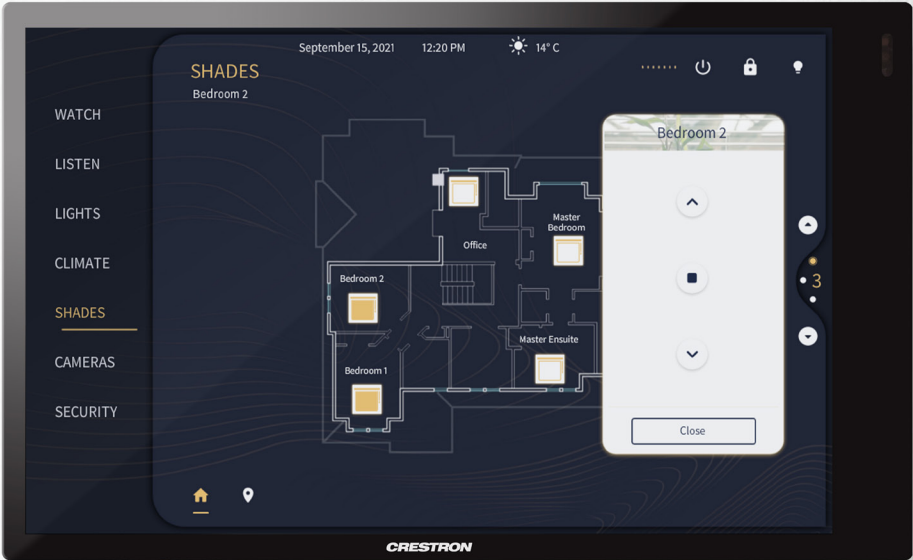 September 15, 2021 12:20 PM 14° C
SHADES
Bedroom 2
WATCH
LISTEN
LIGHTS
CLIMATE
SHADES
CAMERAS
SECURITY
Office
Master
Bedroom
Bedroom 2
Master Ensuite
Bedroom 1
Bedroom 2
Close
3
CRESTRON